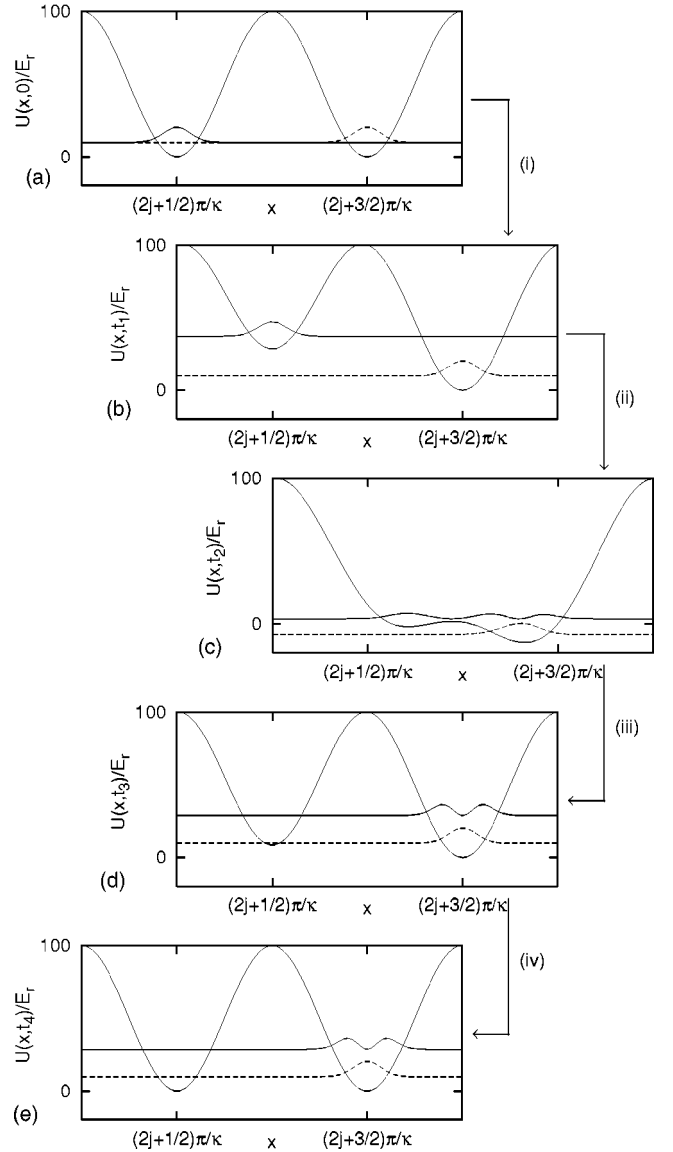 100
U(x,0)/E_r
0
(a)
(2j+1/2)π/κ x (2j+3/2)π/κ
(i)
100
U(x,t_1)/E_r
0
(b)
(2j+1/2)π/κ x (2j+3/2)π/κ
(ii)
100
U(x,t_2)/E_r
0
(c)
(2j+1/2)π/κ x (2j+3/2)π/κ
(iii)
100
U(x,t_3)/E_r
0
(d)
(2j+1/2)π/κ x (2j+3/2)π/κ
(iv)
100
U(x,t_4)/E_r
0
(e)
(2j+1/2)π/κ x (2j+3/2)π/κ